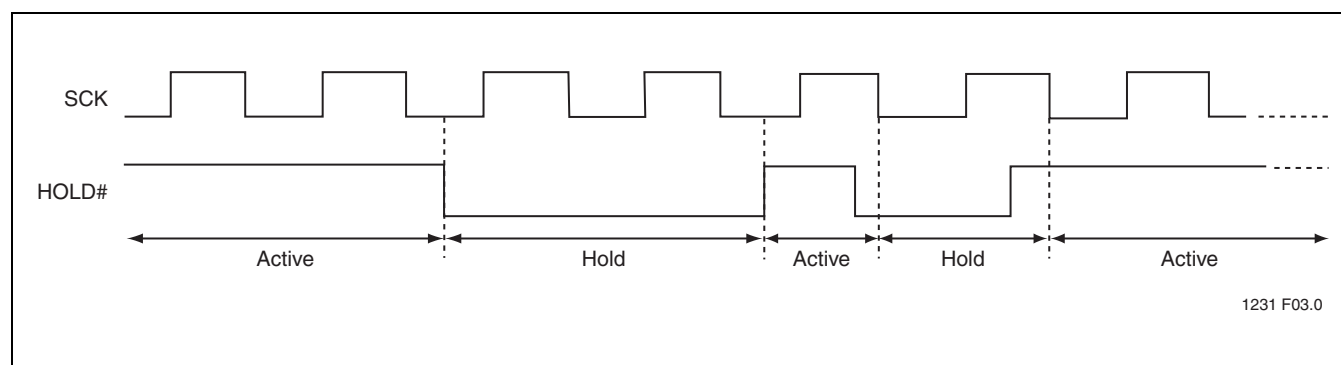 SCK
HOLD#
Active Hold Active Hold Active
1231 F03.0